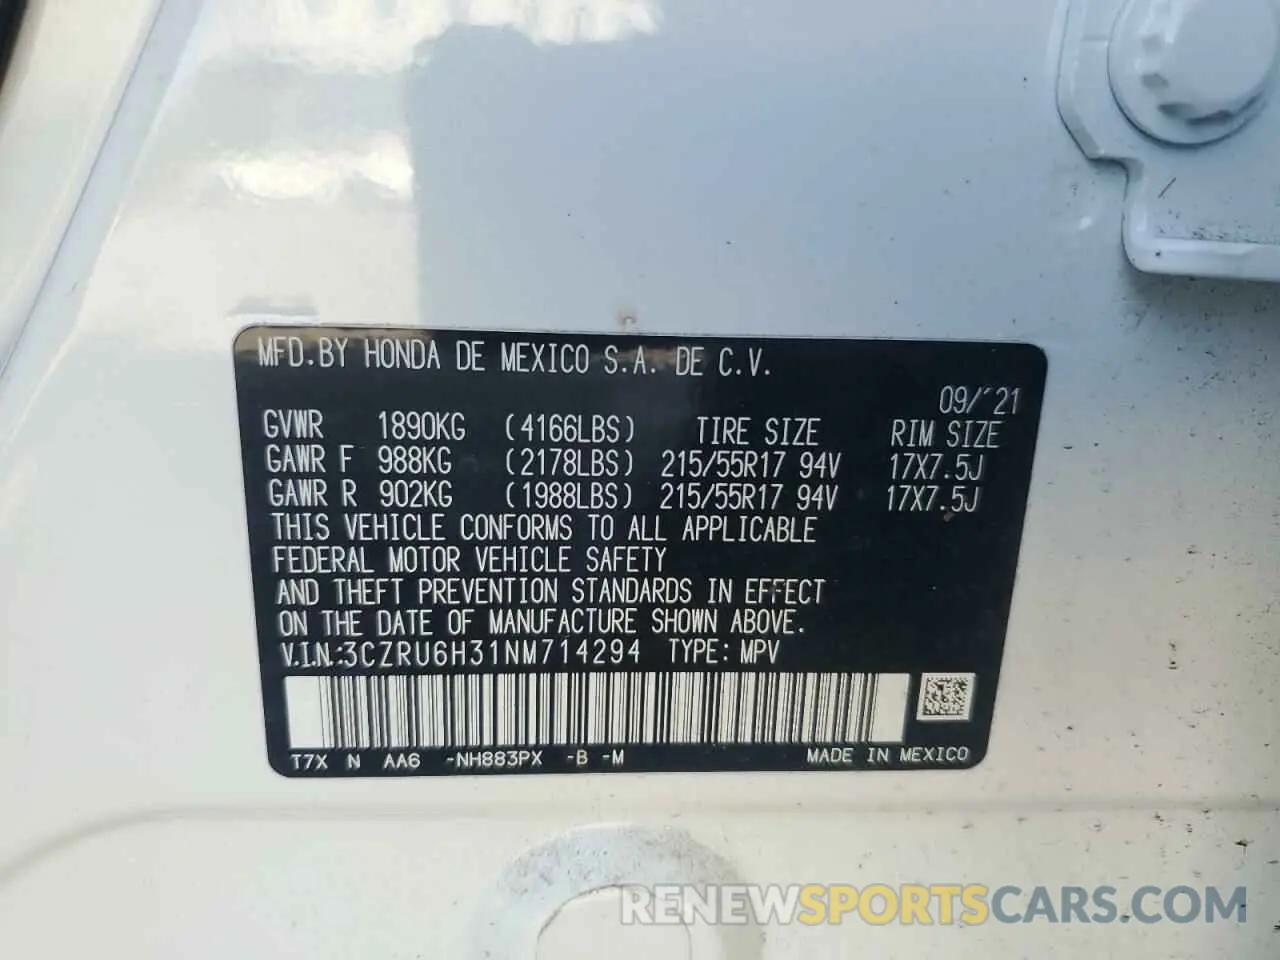 MFD.BY HONDA DE MEXICO S.A. DE C.V.
09/´21
GVWR 1890KG (4166LBS) TIRE SIZE RIM SIZE
GAWR F 988KG (2178LBS) 215/55R17 94V 17X7.5J
GAWR R 902KG (1988LBS) 215/55R17 94V 17X7.5J
THIS VEHICLE CONFORMS TO ALL APPLICABLE
FEDERAL MOTOR VEHICLE SAFETY
AND THEFT PREVENTION STANDARDS IN EFFECT
ON THE DATE OF MANUFACTURE SHOWN ABOVE.
V.I.N.:3CZRU6H31NM714294 TYPE: MPV
T7X N AA6 -NH883PX -B -M MADE IN MEXICO
RENEWSPORTSCARS.COM